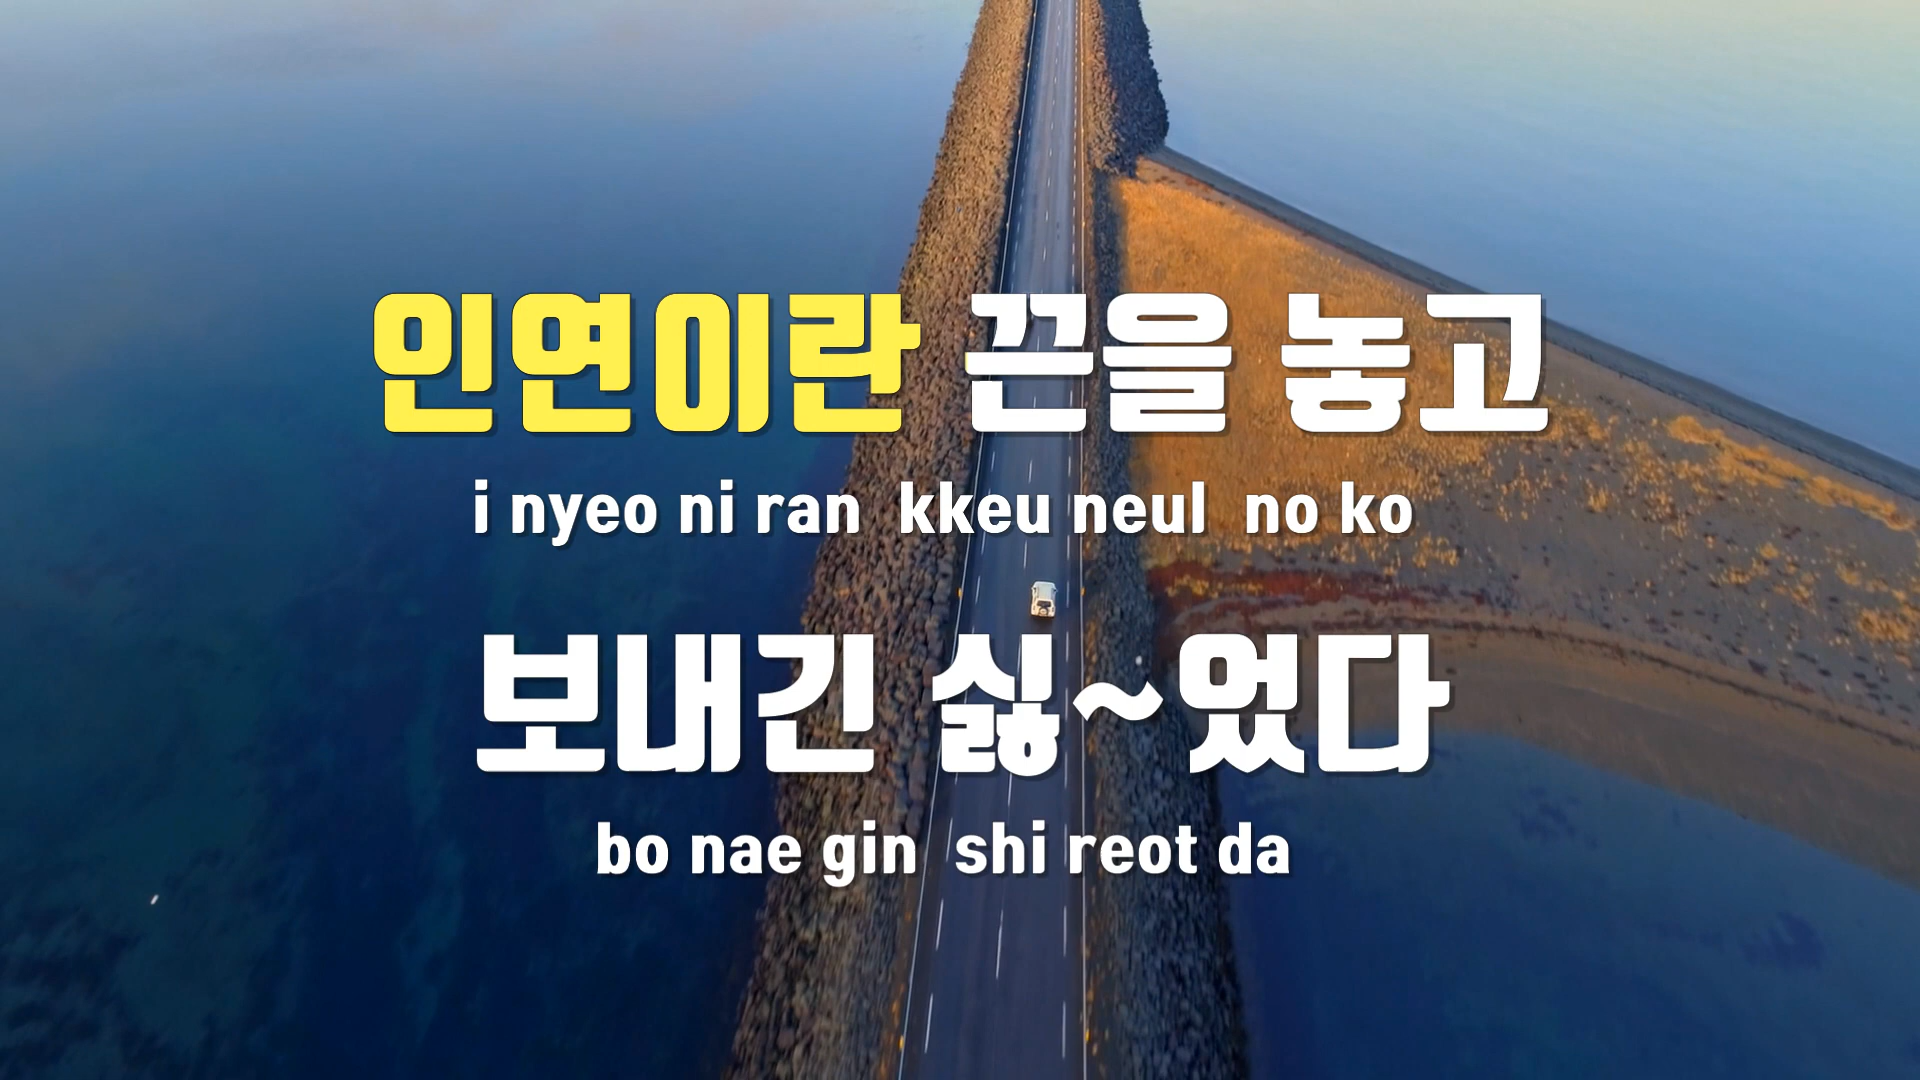 인연이란 끈을 놓고
i nyeo ni ran kkeu neul no ko
보내긴 싫~었다
bo nae gin shi reot da